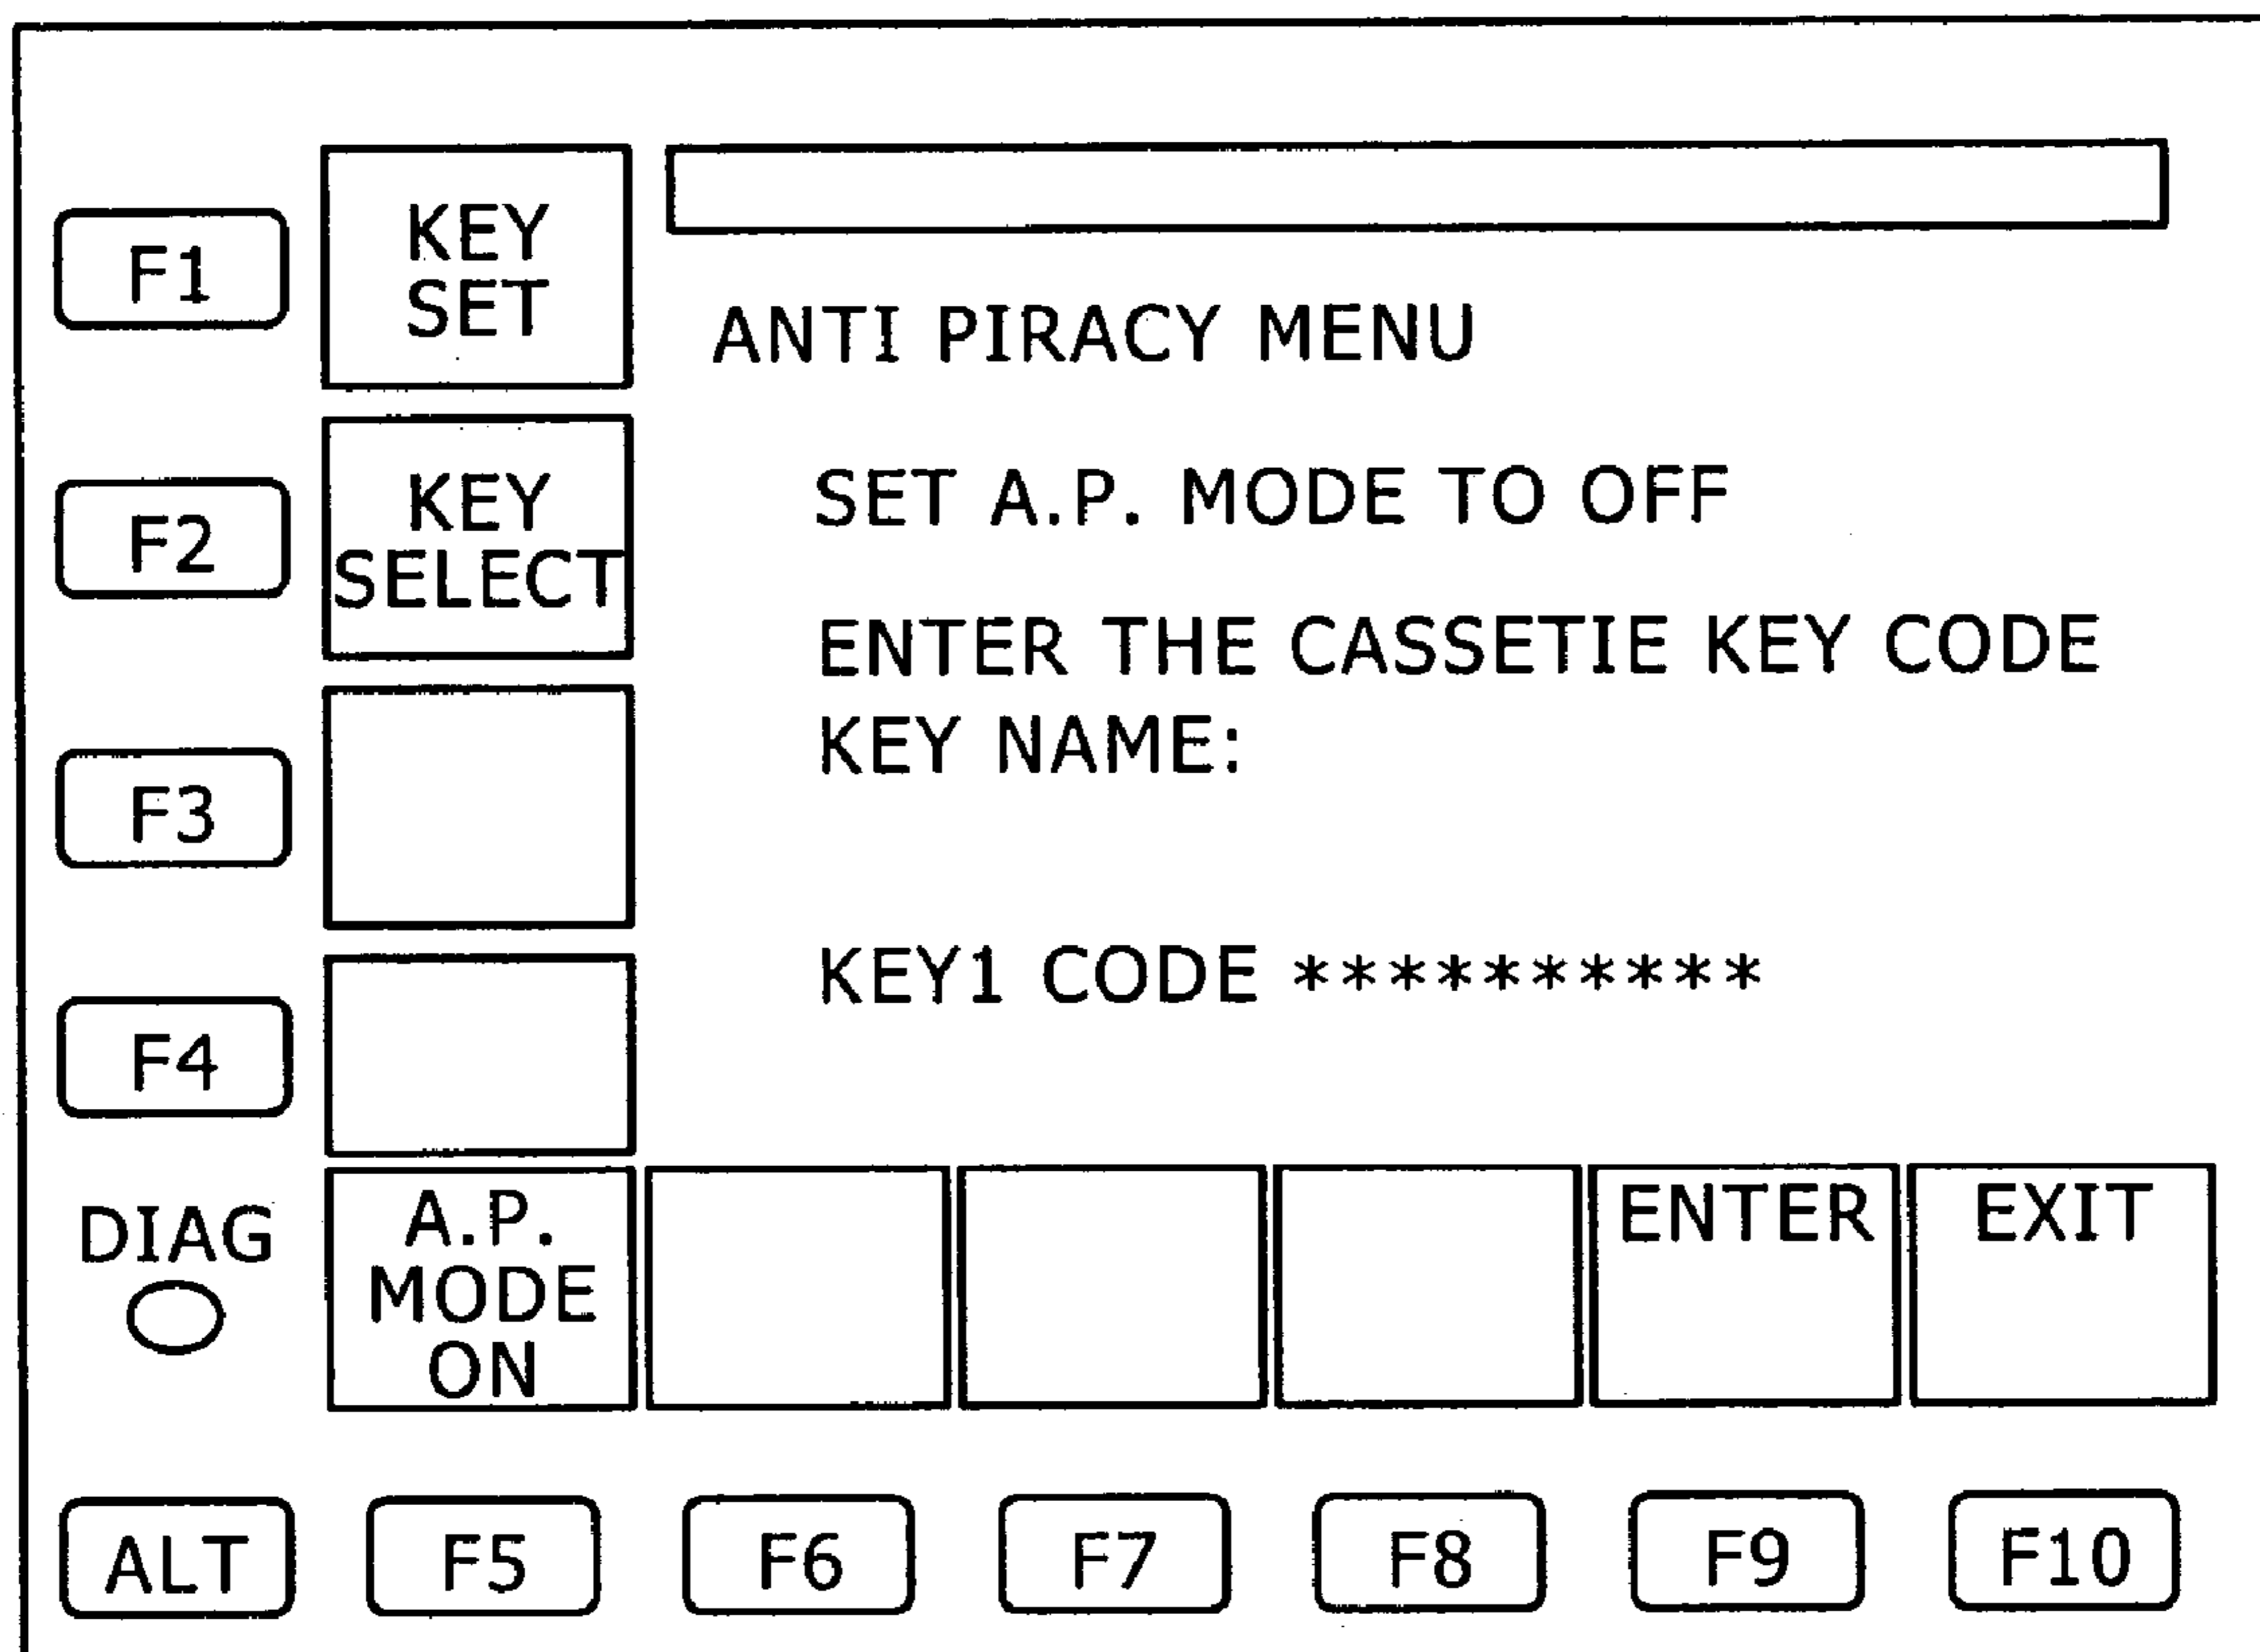 F1
KEY
SET
ANTI PIRACY MENU
F2
KEY
SELECT
SET A.P. MODE TO OFF
ENTER THE CASSETIE KEY CODE
F3
KEY NAME:
KEY1 CODE **********
F4
DIAG
A.P.
MODE
ON
ENTER
EXIT
ALT
F5
F6
F7
F8
F9
F10